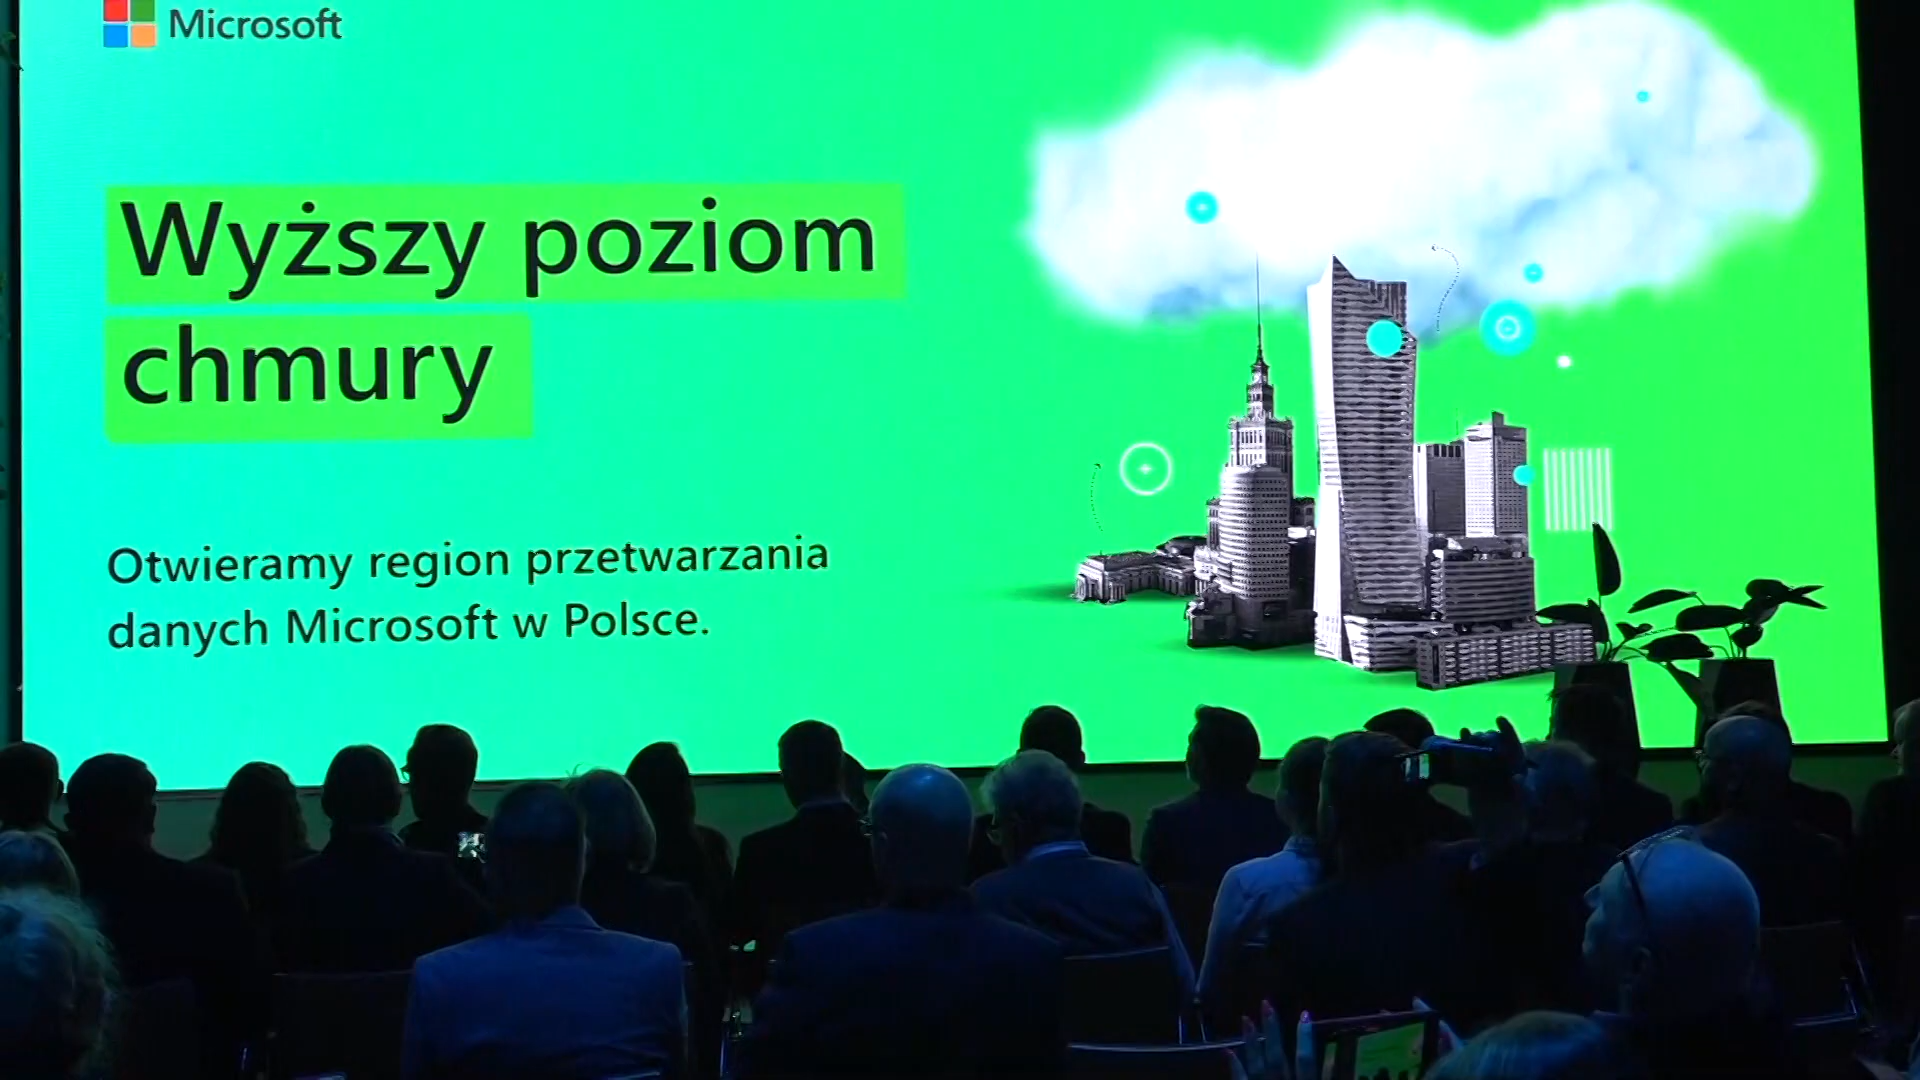 Microsoft
Wyższy poziom
chmury
Otwieramy region przetwarzania
danych Microsoft w Polsce.